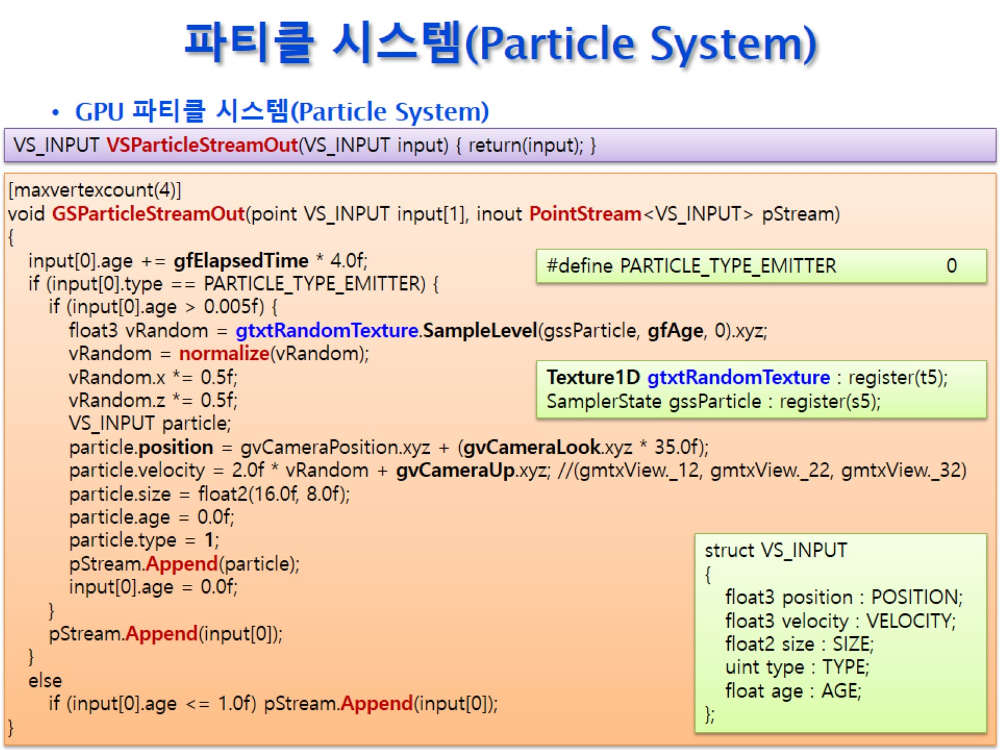 파티클 시스템(Particle System)
• GPU 파티클 시스템(Particle System)
VS_INPUT VSParticleStreamOut(VS_INPUT input) { return(input); }
[maxvertexcount(4)]
void GSParticleStreamOut(point VS_INPUT input[1], inout PointStream<VS_INPUT> pStream)
{
input[0].age += gfElapsedTime * 4.0f;
if (input[0].type == PARTICLE_TYPE_EMITTER) {
if (input[0].age > 0.005f) {
float3 vRandom = gtxtRandomTexture.SampleLevel(gssParticle, gfAge, 0).xyz;
vRandom = normalize(vRandom);
vRandom.x *= 0.5f;
vRandom.z *= 0.5f;
VS_INPUT particle;
particle.position = gvCameraPosition.xyz + (gvCameraLook.xyz * 35.0f);
particle.velocity = 2.0f * vRandom + gvCameraUp.xyz; //(gmtxView._12, gmtxView._22, gmtxView._32)
particle.size = float2(16.0f, 8.0f);
particle.age = 0.0f;
particle.type = 1;
pStream.Append(particle);
input[0].age = 0.0f;
}
pStream.Append(input[0]);
}
else
if (input[0].age <= 1.0f) pStream.Append(input[0]);
}
#define PARTICLE_TYPE_EMITTER 0
Texture1D gtxtRandomTexture : register(t5);
SamplerState gssParticle : register(s5);
struct VS_INPUT
{
float3 position : POSITION;
float3 velocity : VELOCITY;
float2 size : SIZE;
uint type : TYPE;
float age : AGE;
};